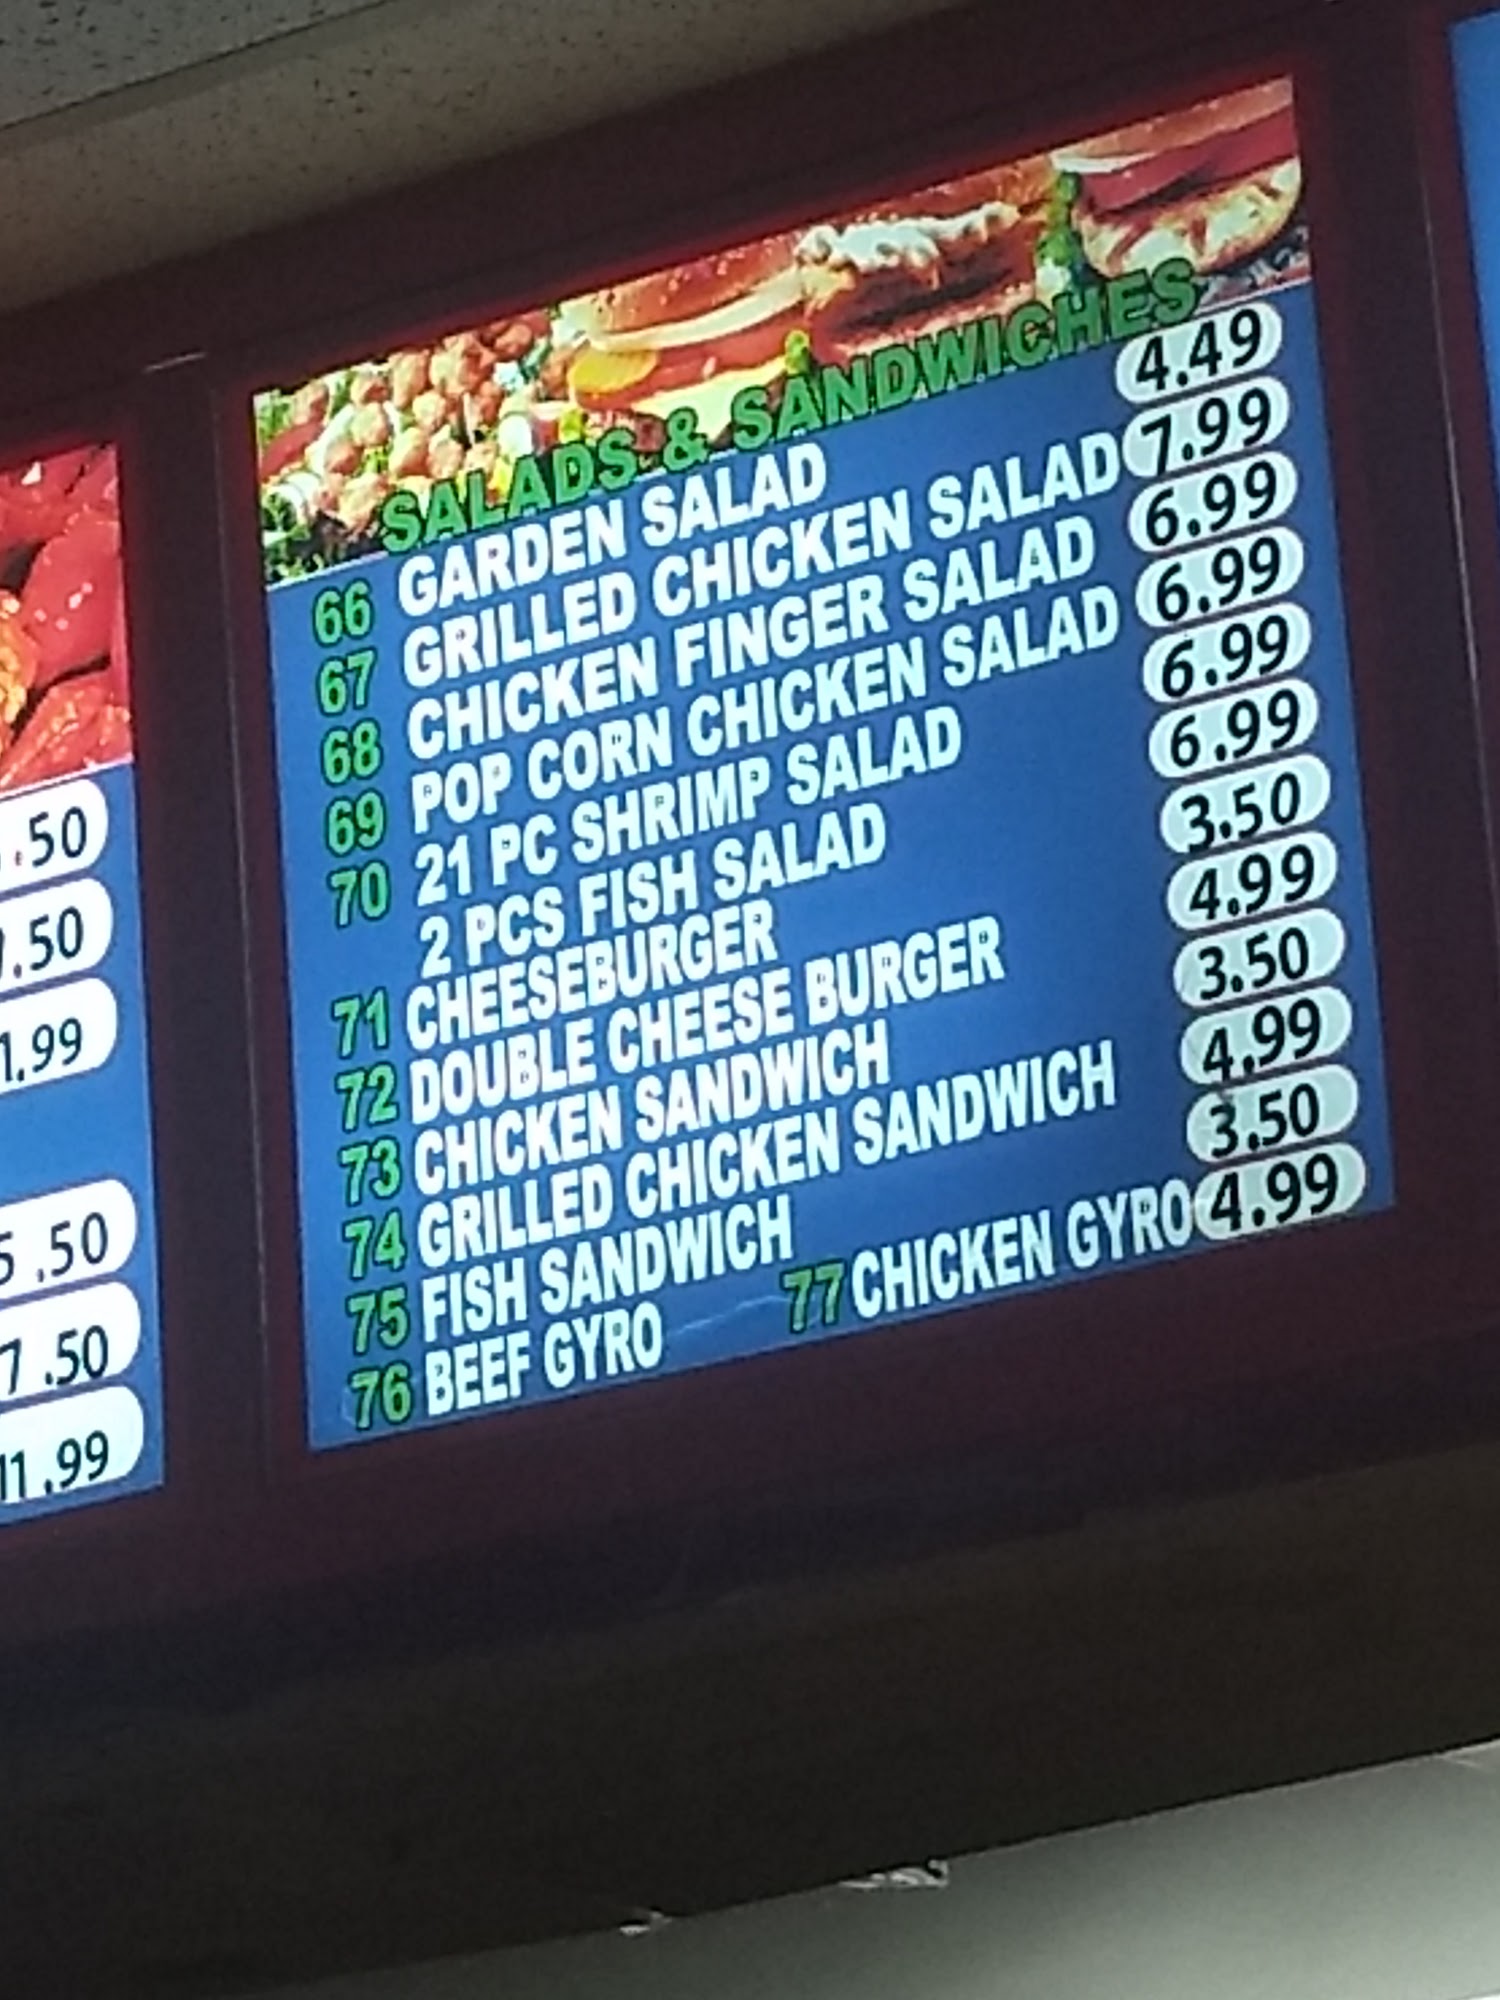 SALADS & SANDWICHES
66 GARDEN SALAD 4.49
67 GRILLED CHICKEN SALAD 7.99
68 CHICKEN FINGER SALAD 6.99
69 POP CORN CHICKEN SALAD 6.99
70 21 PC SHRIMP SALAD 6.99
2 PCS FISH SALAD 6.99
71 CHEESEBURGER 3.50
72 DOUBLE CHEESE BURGER 4.99
73 CHICKEN SANDWICH 3.50
74 GRILLED CHICKEN SANDWICH 4.99
75 FISH SANDWICH 3.50
76 BEEF GYRO 77 CHICKEN GYRO 4.99
.50
.50
1.99
5.50
7.50
11.99